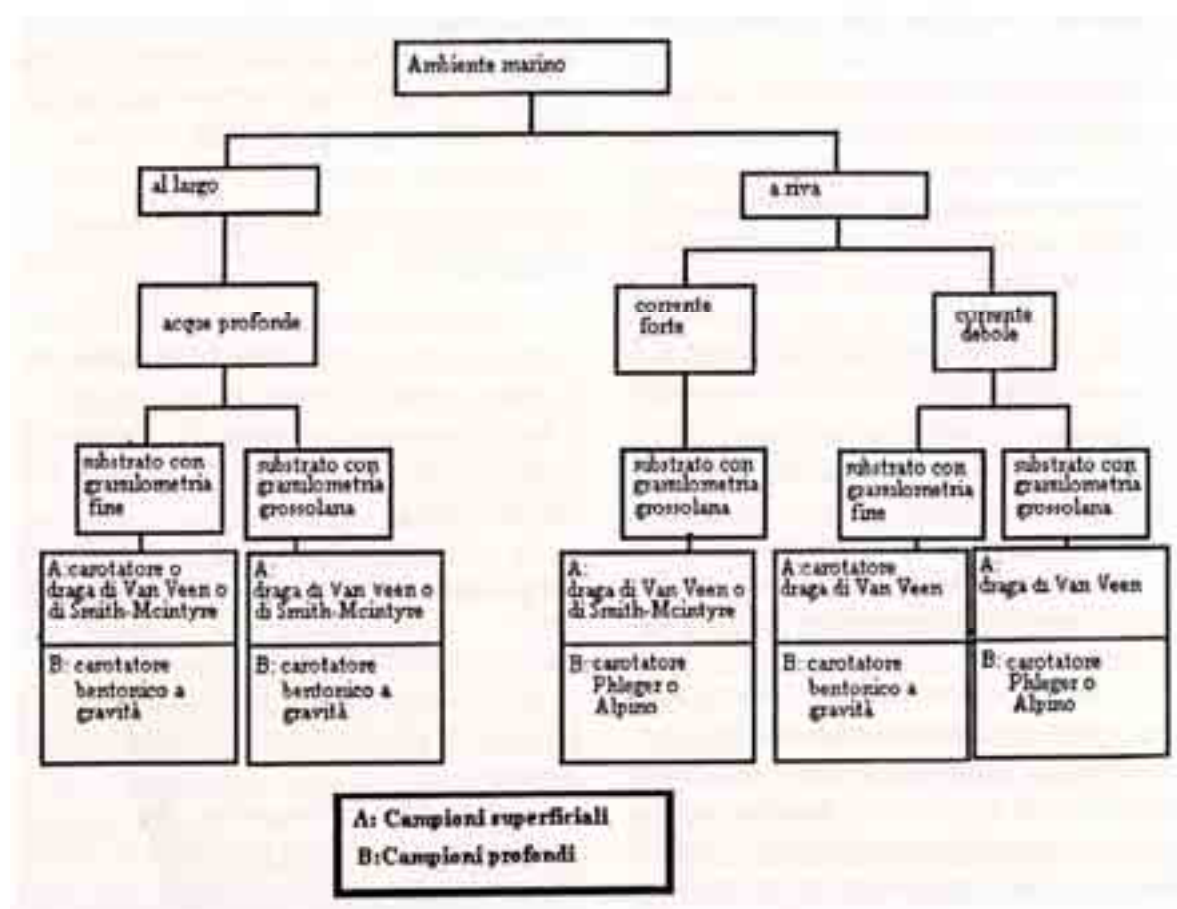 Ambiente marino
al largo
a riva
acque profonde
corrente
forte
currente
debole
substrato con
granulometria
fine
substrato con
granulometria
grossolana
substrato con
granulometria
grossolana
substrato con
granulometria
fine
substrato con
granulometria
grossolana
A:carotatore o
draga di Van Veen o
di Smith-Mcintyre
B: carotatore
bentonico a
gravità
A:
draga di Van Veen o
di Smith-Mcintyre
B: carotatore
bentonico a
gravità
A:
draga di Van Veen o
di Smith-Mcintyre
B: carotatore
Phleger o
Alpino
A:carotatore
draga di Van Veen
B: carotatore
bentonico a
gravità
A:
draga di Van Veen
B: carotatore
Phleger o
Alpino
A: Campioni superficiali
B:Campioni profondi